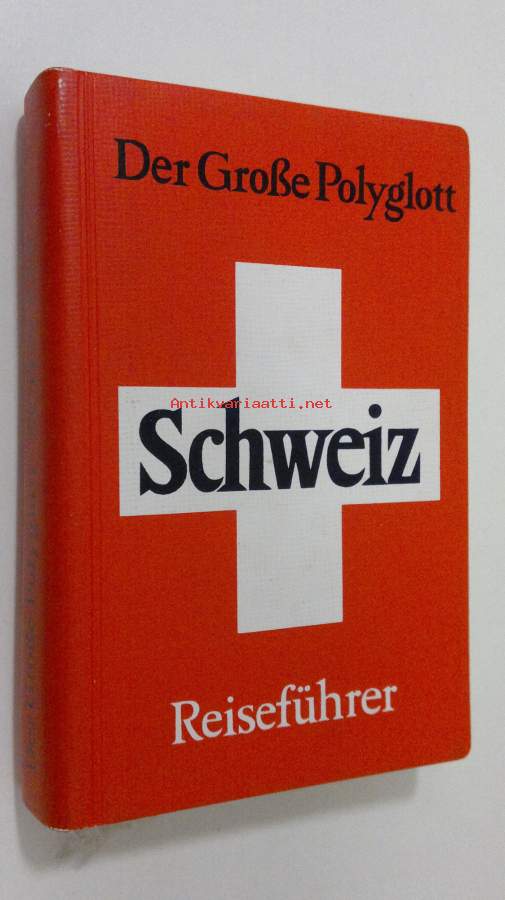 Der Große Polyglott
Antikvariaatti.net
Schweiz
Reiseführer